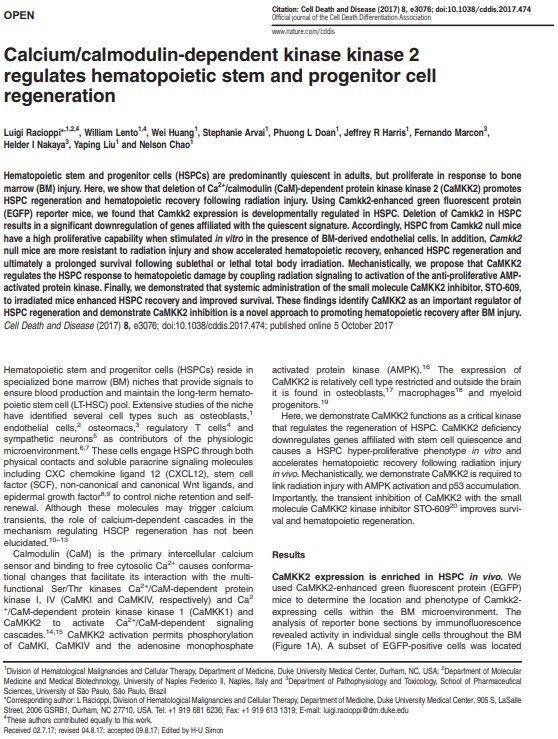 OPEN
Citation: Cell Death and Disease (2017) 8, e3076; doi:10.1038/cddis.2017.474
Official journal of the Cell Death Differentiation Association
www.nature.com/cddis
Calcium/calmodulin-dependent kinase kinase 2
regulates hematopoietic stem and progenitor cell
regeneration
Luigi Racioppi*,1,2,4, William Lento1,4, Wei Huang1, Stephanie Arvai1, Phuong L Doan1, Jeffrey R Harris1, Fernando Marcon3,
Helder I Nakaya3, Yaping Liu1 and Nelson Chao1
Hematopoietic stem and progenitor cells (HSPCs) are predominantly quiescent in adults, but proliferate in response to bone
marrow (BM) injury. Here, we show that deletion of Ca2+/calmodulin (CaM)-dependent protein kinase kinase 2 (CaMKK2) promotes
HSPC regeneration and hematopoietic recovery following radiation injury. Using Camkk2-enhanced green fluorescent protein
(EGFP) reporter mice, we found that Camkk2 expression is developmentally regulated in HSPC. Deletion of Camkk2 in HSPC
results in a significant downregulation of genes affiliated with the quiescent signature. Accordingly, HSPC from Camkk2 null mice
have a high proliferative capability when stimulated in vitro in the presence of BM-derived endothelial cells. In addition, Camkk2
null mice are more resistant to radiation injury and show accelerated hematopoietic recovery, enhanced HSPC regeneration and
ultimately a prolonged survival following sublethal or lethal total body irradiation. Mechanistically, we propose that CaMKK2
regulates the HSPC response to hematopoietic damage by coupling radiation signaling to activation of the anti-proliferative AMP-
activated protein kinase. Finally, we demonstrated that systemic administration of the small molecule CaMKK2 inhibitor, STO-609,
to irradiated mice enhanced HSPC recovery and improved survival. These findings identify CaMKK2 as an important regulator of
HSPC regeneration and demonstrate CaMKK2 inhibition is a novel approach to promoting hematopoietic recovery after BM injury.
Cell Death and Disease (2017) 8, e3076; doi:10.1038/cddis.2017.474; published online 5 October 2017
Hematopoietic stem and progenitor cells (HSPCs) reside in
specialized bone marrow (BM) niches that provide signals to
ensure blood production and maintain the long-term hemato-
poietic stem cell (LT-HSC) pool. Extensive studies of the niche
have identified several cell types such as osteoblasts,1
endothelial cells,2 osteomacs,3 regulatory T cells4 and
sympathetic neurons5 as contributors of the physiologic
microenvironment.6,7 These cells engage HSPC through both
physical contacts and soluble paracrine signaling molecules
including CXC chemokine ligand 12 (CXCL12), stem cell
factor (SCF), non-canonical and canonical Wnt ligands, and
epidermal growth factor8,9 to control niche retention and self-
renewal. Although these molecules may trigger calcium
transients, the role of calcium-dependent cascades in the
mechanism regulating HSCP regeneration has not been
elucidated.10–13
Calmodulin (CaM) is the primary intercellular calcium
sensor and binding to free cytosolic Ca2+ causes conforma-
tional changes that facilitate its interaction with the multi-
functional Ser/Thr kinases Ca2+/CaM-dependent protein
kinase I, IV (CaMKI and CaMKIV, respectively) and Ca2
+/CaM-dependent protein kinase kinase 1 (CaMKK1) and
CaMKK2 to activate Ca2+/CaM-dependent signaling
cascades.14,15 CaMKK2 activation permits phosphorylation
of CaMKI, CaMKIV and the adenosine monophosphate
activated protein kinase (AMPK).16 The expression of
CaMKK2 is relatively cell type restricted and outside the brain
it is found in osteoblasts,17 macrophages18 and myeloid
progenitors.19
Here, we demonstrate CaMKK2 functions as a critical kinase
that regulates the regeneration of HSPC. CaMKK2 deficiency
downregulates genes affiliated with stem cell quiescence and
causes a HSPC hyper-proliferative phenotype in vitro and
accelerates hematopoietic recovery following radiation injury
in vivo. Mechanistically, we demonstrate CaMKK2 is required to
link radiation injury with AMPK activation and p53 accumulation.
Importantly, the transient inhibition of CaMKK2 with the small
molecule CaMKK2 kinase inhibitor STO-60920 improves survi-
val and hematopoietic regeneration.
Results
CaMKK2 expression is enriched in HSPC in vivo. We
used CaMKK2-enhanced green fluorescent protein (EGFP)
mice to determine the location and phenotype of Camkk2-
expressing cells within the BM microenvironment. The
analysis of reporter bone sections by immunofluorescence
revealed activity in individual single cells throughout the BM
(Figure 1A). A subset of EGFP-positive cells was located
1Division of Hematological Malignancies and Cellular Therapy, Department of Medicine, Duke University Medical Center, Durham, NC, USA; 2Department of Molecular
Medicine and Medical Biotechnology, University of Naples Federico II, Naples, Italy and 3Department of Pathophysiology and Toxicology, School of Pharmaceutical
Sciences, University of São Paulo, São Paulo, Brazil
*Corresponding author: L Racioppi, Division of Hematological Malignancies and Cellular Therapy, Department of Medicine, Duke University Medical Center, 905 S, LaSalle
Street, 2006 GSRB1, Durham, NC 27710, USA. Tel: +1 919 681 6236; Fax: +1 919 613 1319; E-mail: luigi.racioppi@dm.duke.edu
4These authors contributed equally to this work.
Received 02.7.17; revised 04.8.17; accepted 09.8.17; Edited by H-U Simon